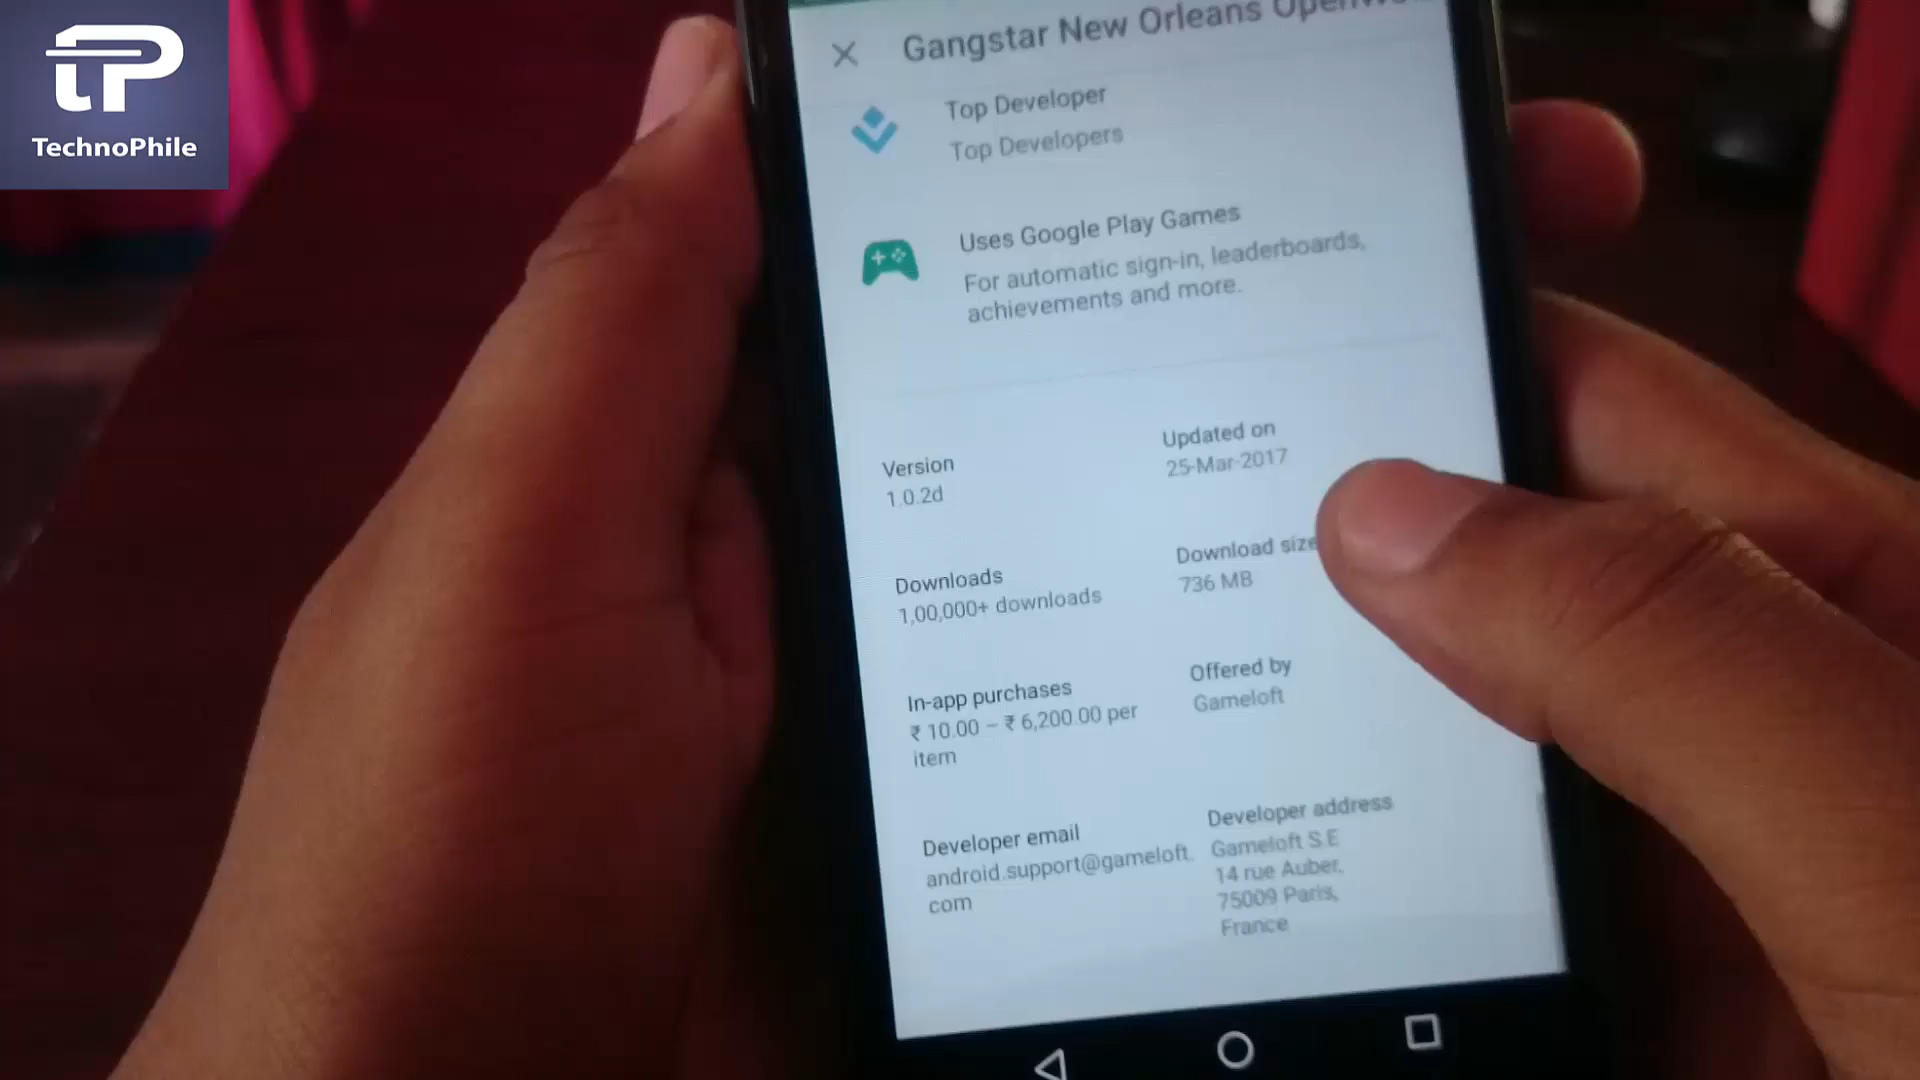 TP
TechnoPhile
Gangstar New Orleans
Top Developer
Top Developers
Uses Google Play Games
For automatic sign-in, leaderboards,
achievements and more.
Version
1.0.2d
Updated on
25-Mar-2017
Downloads
1,00,000+ downloads
Download size
736 MB
In-app purchases
₹ 10.00 – ₹ 6,200.00 per
item
Offered by
Gameloft
Developer email
android.support@gameloft.
com
Developer address
Gameloft S.E
14 rue Auber,
75009 Paris,
France